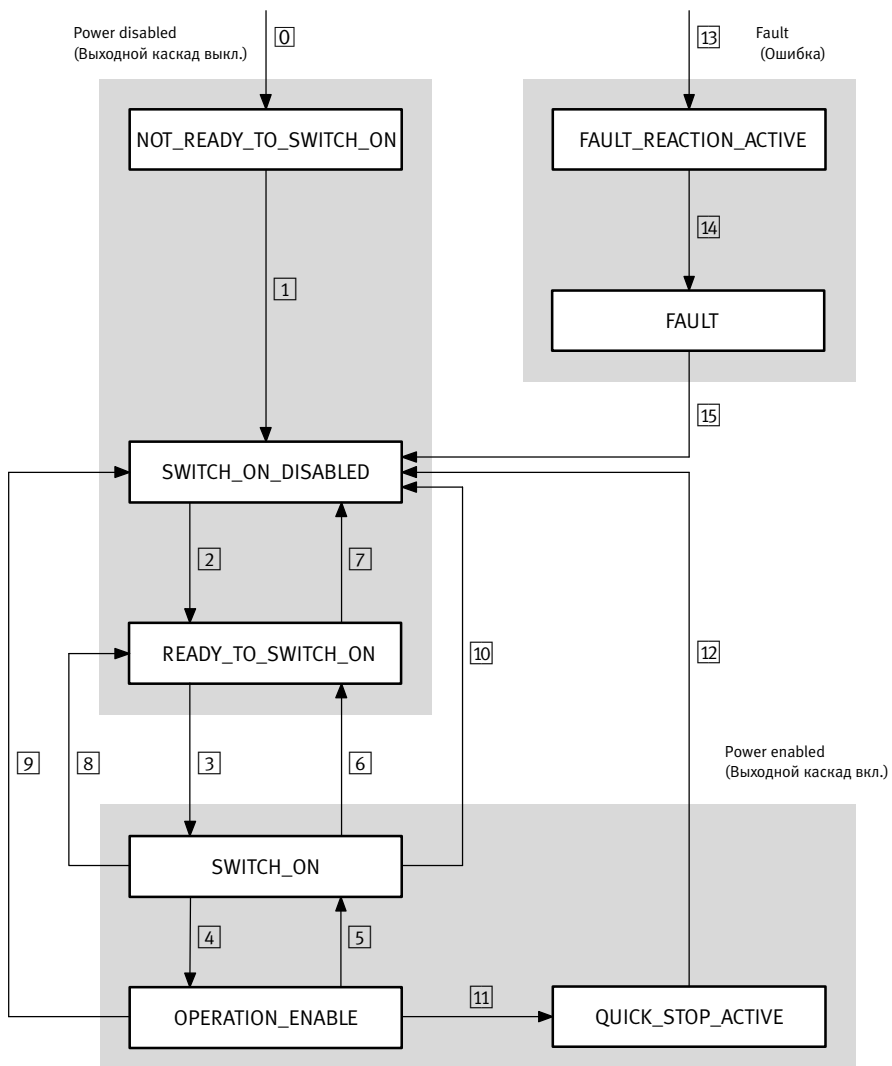 Power disabled
(Выходной каскад выкл.)
0
13
Fault
(Ошибка)
NOT_READY_TO_SWITCH_ON
FAULT_REACTION_ACTIVE
14
1
FAULT
15
SWITCH_ON_DISABLED
2
7
READY_TO_SWITCH_ON
10
12
9
8
3
6
Power enabled
(Выходной каскад вкл.)
SWITCH_ON
4
5
11
OPERATION_ENABLE
QUICK_STOP_ACTIVE